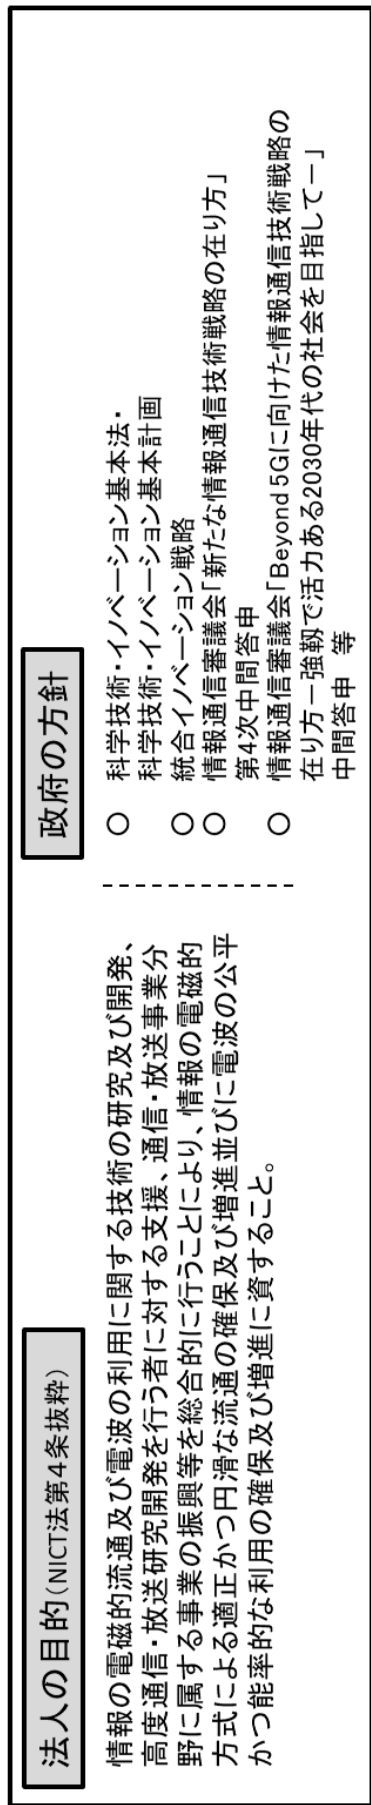 法人の目的(NICT法第4条抜粋)
情報の電磁的流通及び電波の利用に関する技術の研究及び開発、
高度通信・放送研究開発を行う者に対する支援、通信・放送事業分
野に属する事業の振興等を総合的に行うことにより、情報の電磁的
方式による適正かつ円滑な流通の確保及び増進並びに電波の公平
かつ能率的な利用の確保及び増進に資すること。
政府の方針
○ 科学技術・イノベーション基本法・
科学技術・イノベーション基本計画
○ 統合イノベーション戦略
○ 情報通信審議会「新たな情報通信技術戦略の在り方」
第4次中間答申
○ 情報通信審議会「Beyond 5Gに向けた情報通信技術戦略の
在り方－強靱で活力ある2030年代の社会を目指して－」
中間答申 等